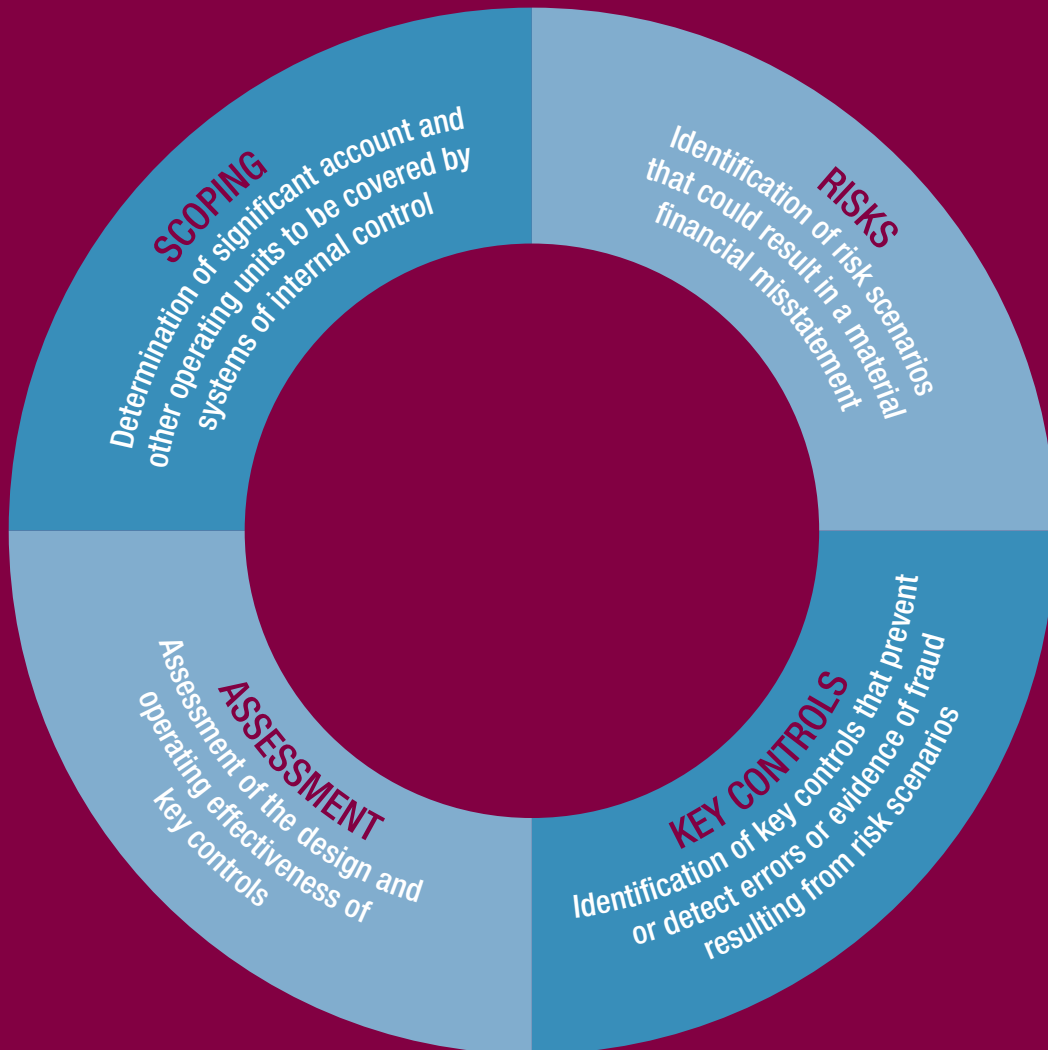 SCOPING
Determination of significant account and
other operating units to be covered by
systems of internal control
RISKS
Identification of risk scenarios
that could result in a material
financial misstatement
KEY CONTROLS
Identification of key controls that prevent
or detect errors or evidence of fraud
resulting from risk scenarios
ASSESSMENT
Assessment of the design and
operating effectiveness of
key controls